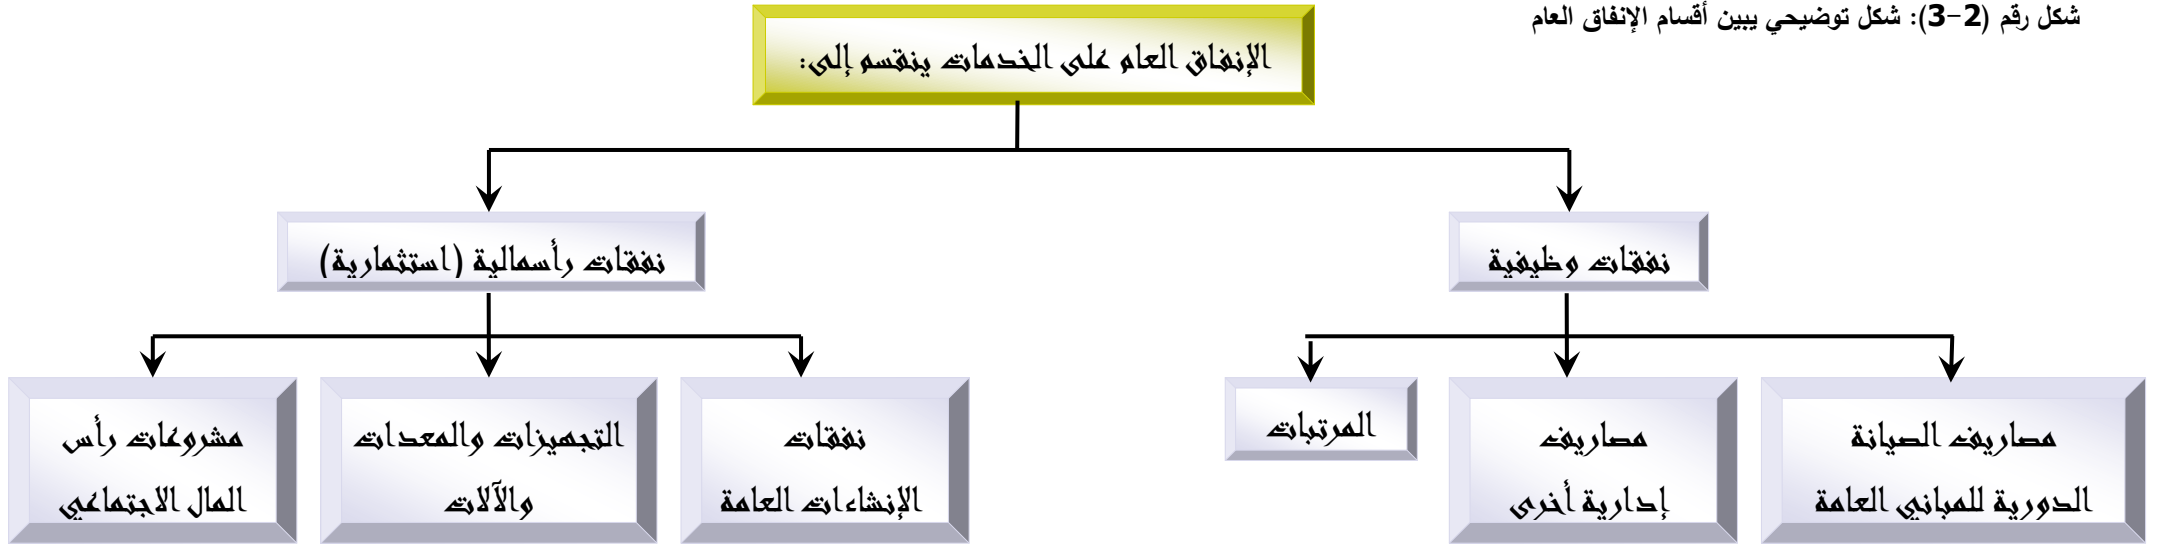 شكل رقم (2-3): شكل توضيحي يبين أقسام الإنفاق العام
الإنفاق العام على الخدمات ينقسم إلى:
نفقات وظيفية
نفقات رأسمالية (استثمارية)
مصاريف الصيانة
الدورية للمباني العامة
مصاريف
إدارية أخرى
المرتبات
نفقات
الإنشاءات العامة
التجهيزات والمعدات
والآلات
مشروعات رأس
المال الاجتماعي